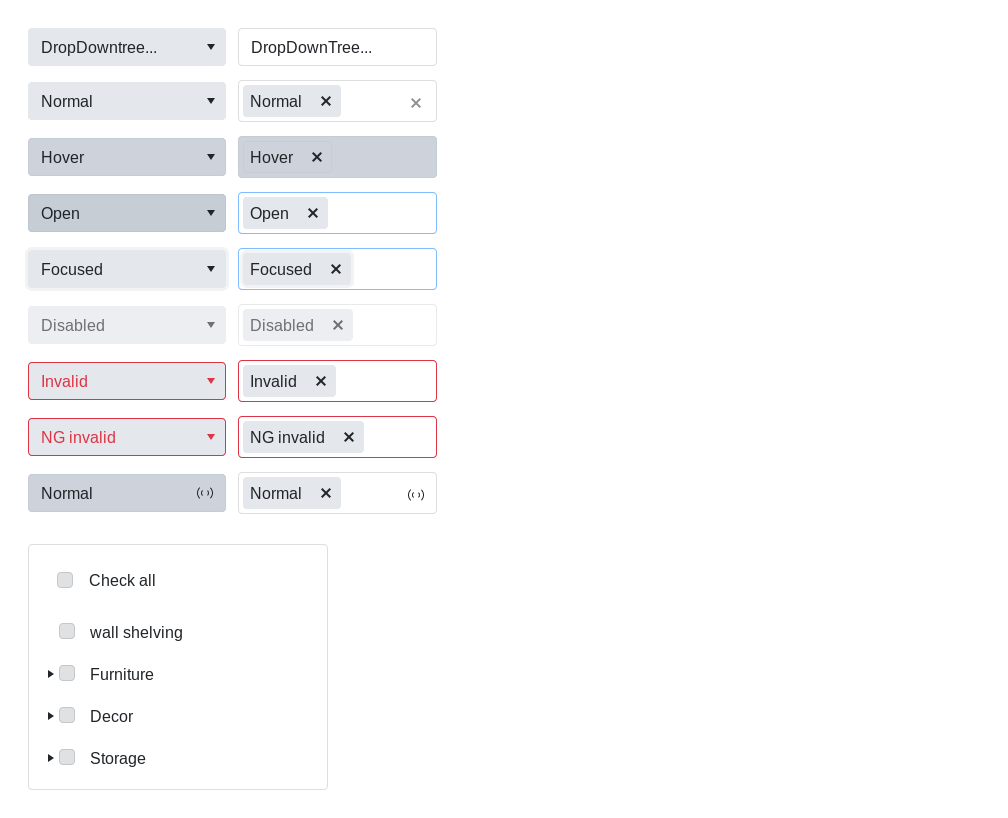 DropDowntree... DropDownTree...
Normal Normal
Hover Hover
Open Open
Focused Focused
Disabled Disabled
Invalid Invalid
NG invalid NG invalid
Normal Normal
Check all
wall shelving
Furniture
Decor
Storage